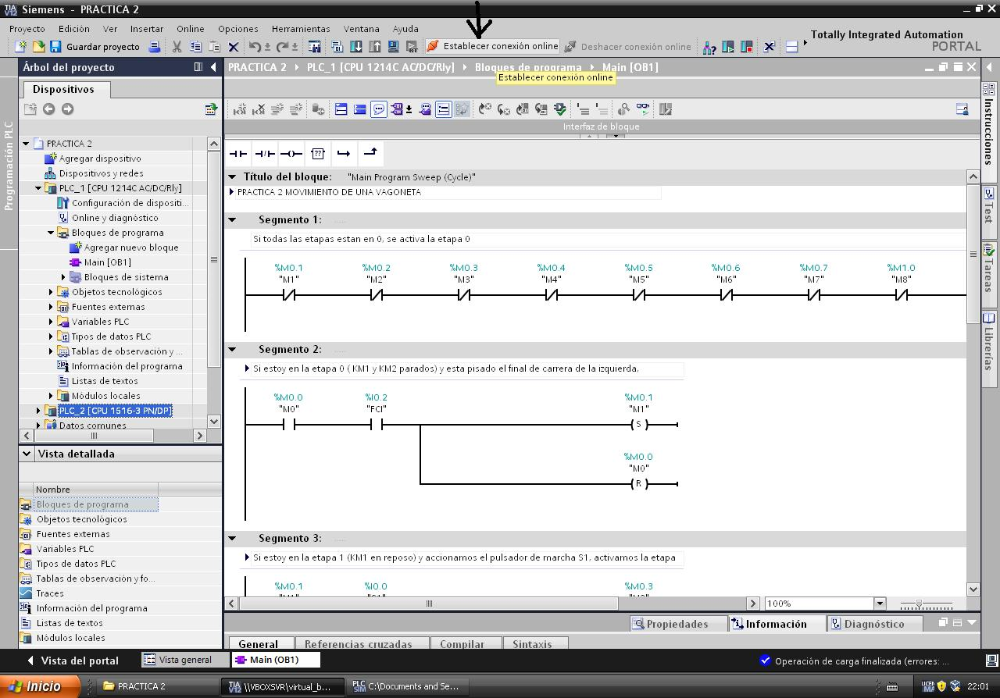 Siemens - PRACTICA 2
Proyecto Edición Ver Insertar Online Opciones Herramientas Ventana Ayuda
Totally Integrated Automation
PORTAL
Guardar proyecto
Establecer conexión online
Deshacer conexión online
Árbol del proyecto
PRACTICA 2 PLC_1 [CPU 1214C AC/DC/Rly] Bloques de programa Main [OB1]
Establecer conexión online
Dispositivos
Programación PLC
Interfaz de bloque
PRACTICA 2
Agregar dispositivo
Dispositivos y redes
PLC_1 [CPU 1214C AC/DC/Rly]
Configuración de dispositi...
Online y diagnóstico
Bloques de programa
Agregar nuevo bloque
Main [OB1]
Bloques de sistema
Objetos tecnológicos
Fuentes externas
Variables PLC
Tipos de datos PLC
Tablas de observación y ...
Información del programa
Listas de textos
Módulos locales
PLC_2 [CPU 1516-3 PN/DP]
Datos comunes
Vista detallada
Nombre
Bloques de programa
Objetos tecnológicos
Fuentes externas
Variables PLC
Tipos de datos PLC
Tablas de observación y fo...
Traces
Información del programa
Listas de textos
Módulos locales
Título del bloque: "Main Program Sweep (Cycle)"
PRACTICA 2 MOVIMIENTO DE UNA VAGONETA
Segmento 1: .....
Si todas las etapas estan en 0, se activa la etapa 0
%M0.1 %M0.2 %M0.3 %M0.4 %M0.5 %M0.6 %M0.7 %M1.0
"M1" "M2" "M3" "M4" "M5" "M6" "M7" "M8"
Segmento 2: .....
Si estoy en la etapa 0 ( KM1 y KM2 parados) y esta pisado el final de carrera de la izquierda,
%M0.0 %I0.2 %M0.1
"M0" "FCI" "M1"
S
%M0.0
"M0"
R
Segmento 3: .....
Si estoy en la etapa 1 (KM1 en reposo) y accionamos el pulsador de marcha S1, activamos la etapa
%M0.1 %I0.0 %M0.3
100%
Instrucciones
Test
Tareas
Librerías
Propiedades Información Diagnóstico
General Referencias cruzadas Compilar Sintaxis
Vista del portal Vista general Main (OB1) Operación de carga finalizada (errores: ...
Inicio PRACTICA 2 \\VBOXSVR\virtual_b... C:\Documents and Se... 22:01